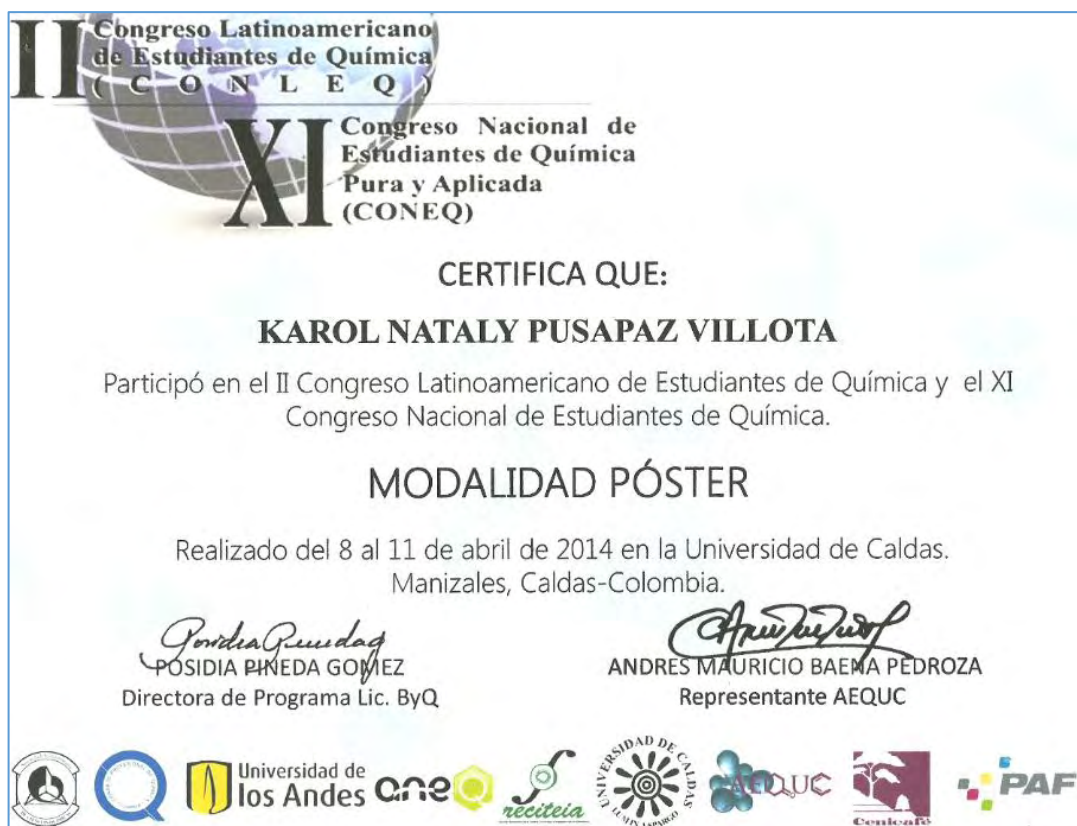 II Congreso Latinoamericano
de Estudiantes de Química
( C O N L E Q )
XI Congreso Nacional de
Estudiantes de Química
Pura y Aplicada
(CONEQ)
CERTIFICA QUE:
KAROL NATALY PUSAPAZ VILLOTA
Participó en el II Congreso Latinoamericano de Estudiantes de Química y el XI
Congreso Nacional de Estudiantes de Química.
MODALIDAD PÓSTER
Realizado del 8 al 11 de abril de 2014 en la Universidad de Caldas.
Manizales, Caldas-Colombia.
POSIDIA PINEDA GOMEZ
Directora de Programa Lic. ByQ
ANDRES MAURICIO BAENA PEDROZA
Representante AEQUC
Universidad de
los Andes
aneQ
reciteia
UNIVERSIDAD DE CALDAS
AEQUC
Cenicafé
PAF